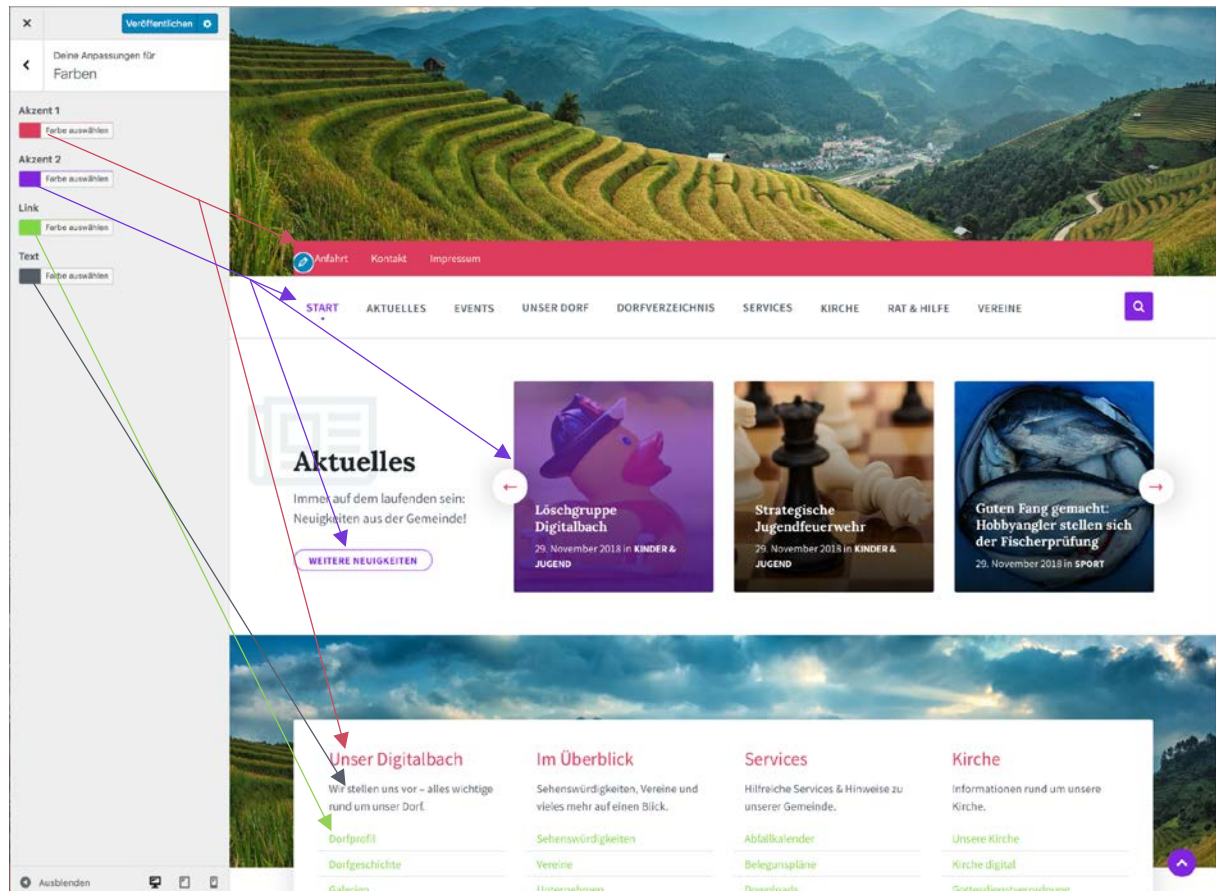 Veröffentlichen
Deine Anpassungen für
Farben
Akzent 1
Farbe auswählen
Akzent 2
Farbe auswählen
Link
Farbe auswählen
Text
Farbe auswählen
Ausblenden
Anfahrt Kontakt Impressum
START AKTUELLES EVENTS UNSER DORF DORFVERZEICHNIS SERVICES KIRCHE RAT & HILFE VEREINE
Aktuelles
Immer auf dem laufenden sein:
Neuigkeiten aus der Gemeinde!
WEITERE NEUIGKEITEN
Löschgruppe
Digitalbach
29. November 2018 in KINDER &
JUGEND
Strategische
Jugendfeuerwehr
29. November 2018 in KINDER &
JUGEND
Guten Fang gemacht:
Hobbyangler stellen sich
der Fischerprüfung
29. November 2018 in SPORT
Unser Digitalbach
Wir stellen uns vor – alles wichtige
rund um unser Dorf.
Dorfprofil
Dorfgeschichte
Galerien
Im Überblick
Sehenswürdigkeiten, Vereine und
vieles mehr auf einen Blick.
Sehenswürdigkeiten
Vereine
Unternehmen
Services
Hilfreiche Services & Hinweise zu
unserer Gemeinde.
Abfallkalender
Belegunspläne
Downloads
Kirche
Informationen rund um unsere
Kirche.
Unsere Kirche
Kirche digital